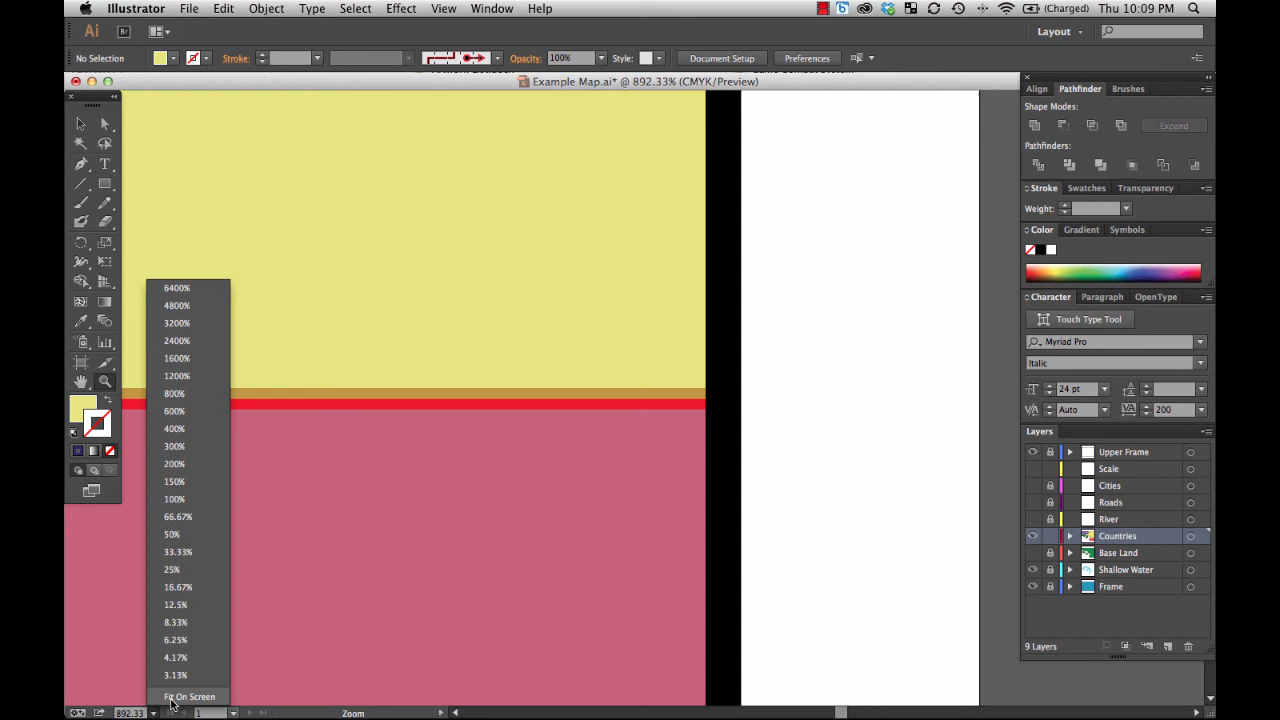 Illustrator File Edit Object Type Select Effect View Window Help (Charged) Thu 10:09 PM
Ai Br Layout
No Selection Stroke: Opacity: 100% Style: Document Setup Preferences
Example Map.ai* @ 892.33% (CMYK/Preview)
Align Pathfinder Brushes
Shape Modes:
Expand
Pathfinders:
Stroke Swatches Transparency
Weight:
Color Gradient Symbols
Character Paragraph OpenType
Touch Type Tool
Myriad Pro
Italic
24 pt
Auto 200
Layers
Upper Frame
Scale
Cities
Roads
River
Countries
Base Land
Shallow Water
Frame
9 Layers
6400%
4800%
3200%
2400%
1600%
1200%
800%
600%
400%
300%
200%
150%
100%
66.67%
50%
33.33%
25%
16.67%
12.5%
8.33%
6.25%
4.17%
3.13%
Fit On Screen
892.33 1 Zoom